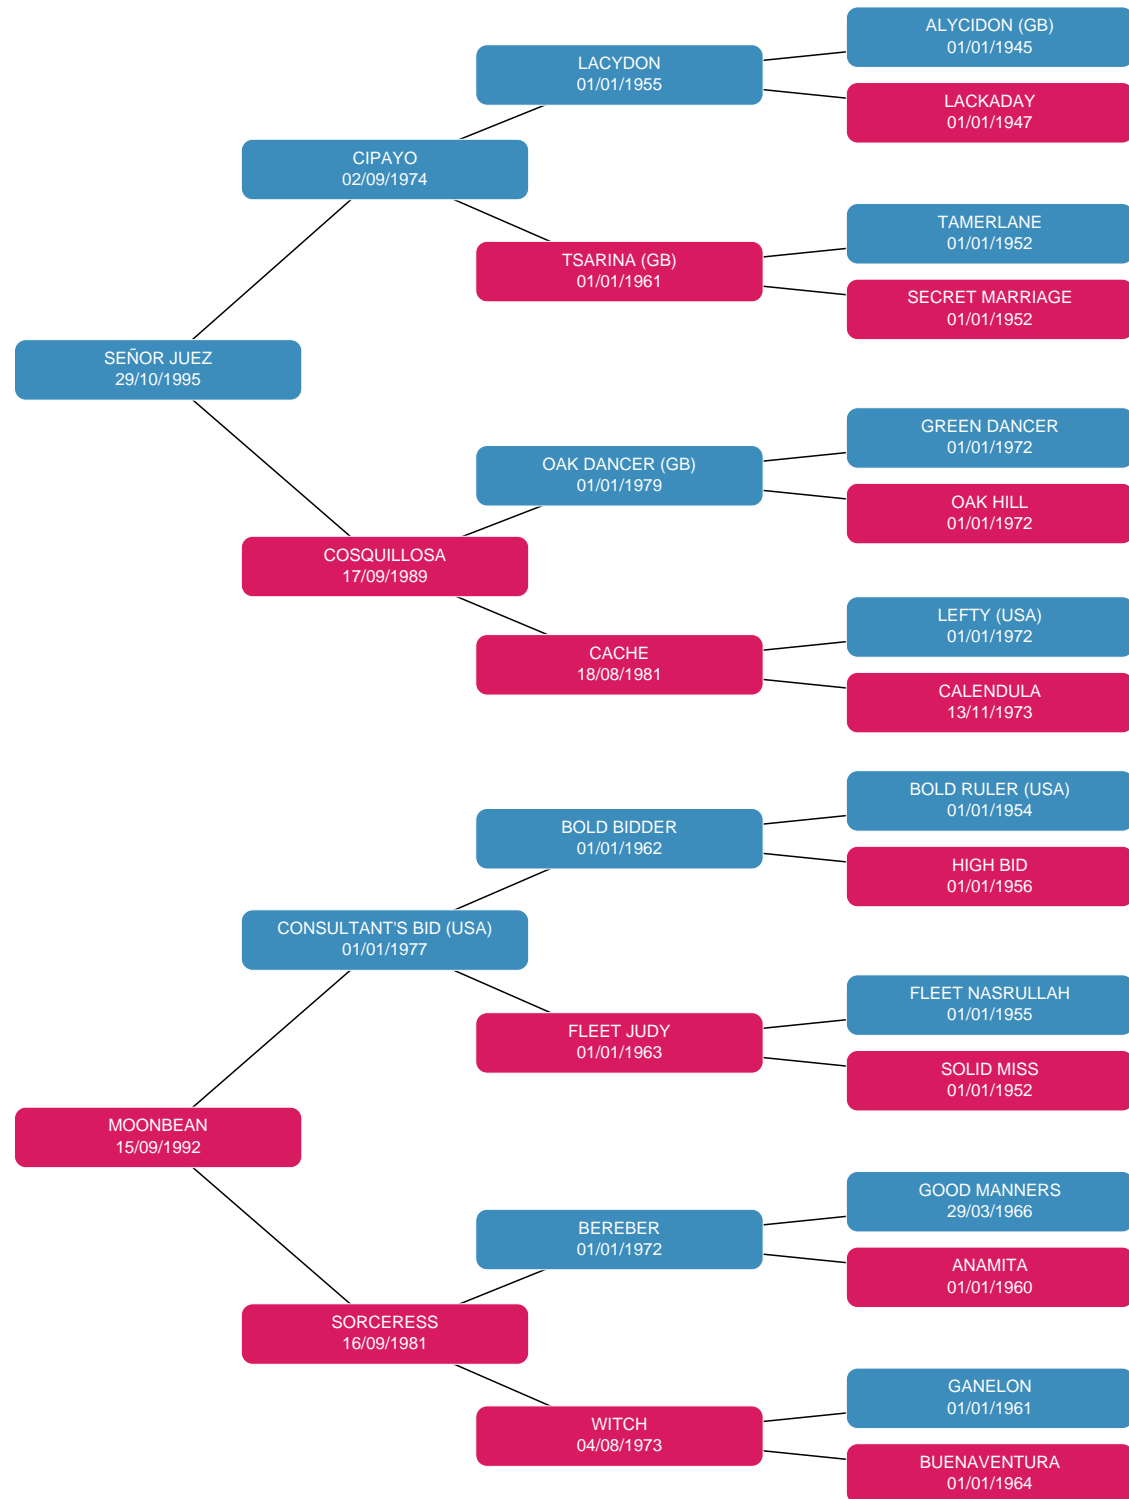 ALYCIDON (GB)
01/01/1945
LACYDON
01/01/1955
LACKADAY
01/01/1947
CIPAYO
02/09/1974
TAMERLANE
01/01/1952
TSARINA (GB)
01/01/1961
SECRET MARRIAGE
01/01/1952
SEÑOR JUEZ
29/10/1995
GREEN DANCER
01/01/1972
OAK DANCER (GB)
01/01/1979
OAK HILL
01/01/1972
COSQUILLOSA
17/09/1989
LEFTY (USA)
01/01/1972
CACHE
18/08/1981
CALENDULA
13/11/1973
BOLD RULER (USA)
01/01/1954
BOLD BIDDER
01/01/1962
HIGH BID
01/01/1956
CONSULTANT'S BID (USA)
01/01/1977
FLEET NASRULLAH
01/01/1955
FLEET JUDY
01/01/1963
SOLID MISS
01/01/1952
MOONBEAN
15/09/1992
GOOD MANNERS
29/03/1966
BEREBER
01/01/1972
ANAMITA
01/01/1960
SORCERESS
16/09/1981
GANELON
01/01/1961
WITCH
04/08/1973
BUENAVENTURA
01/01/1964